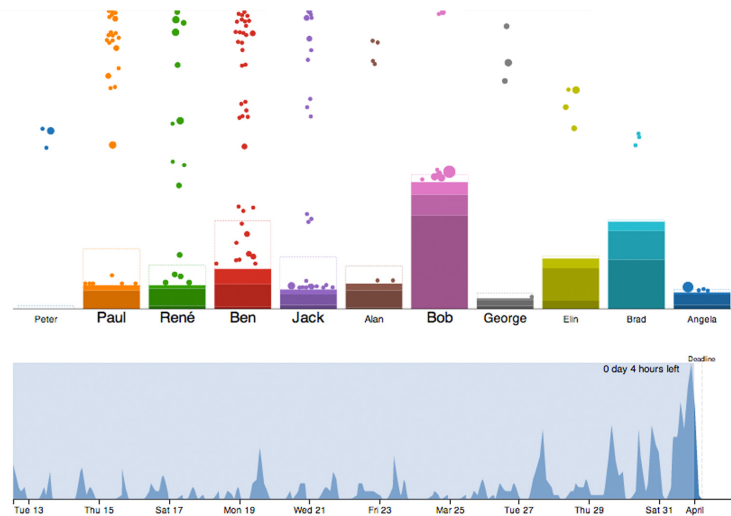 Peter Paul René Ben Jack Alan Bob George Elin Brad Angela
Deadline
0 day 4 hours left
Tue 13 Thu 15 Sat 17 Mon 19 Wed 21 Fri 23 Mar 25 Tue 27 Thu 29 Sat 31 April